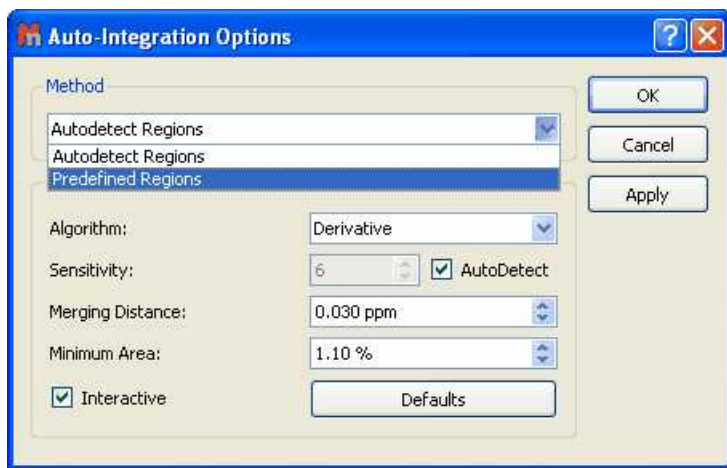 Auto-Integration Options
Method
OK
Autodetect Regions
Autodetect Regions
Cancel
Predefined Regions
Apply
Algorithm: Derivative
Sensitivity: 6 AutoDetect
Merging Distance: 0.030 ppm
Minimum Area: 1.10 %
Interactive Defaults